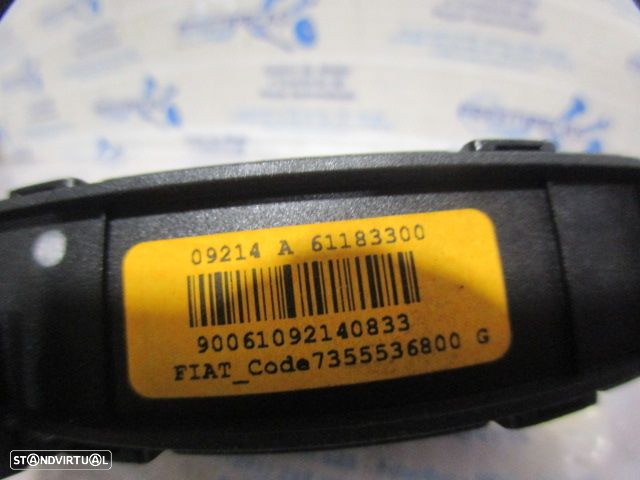 09214 A 61183300
90061092140833
FIAT_Code7355536800 G
STANDVIRTUAL